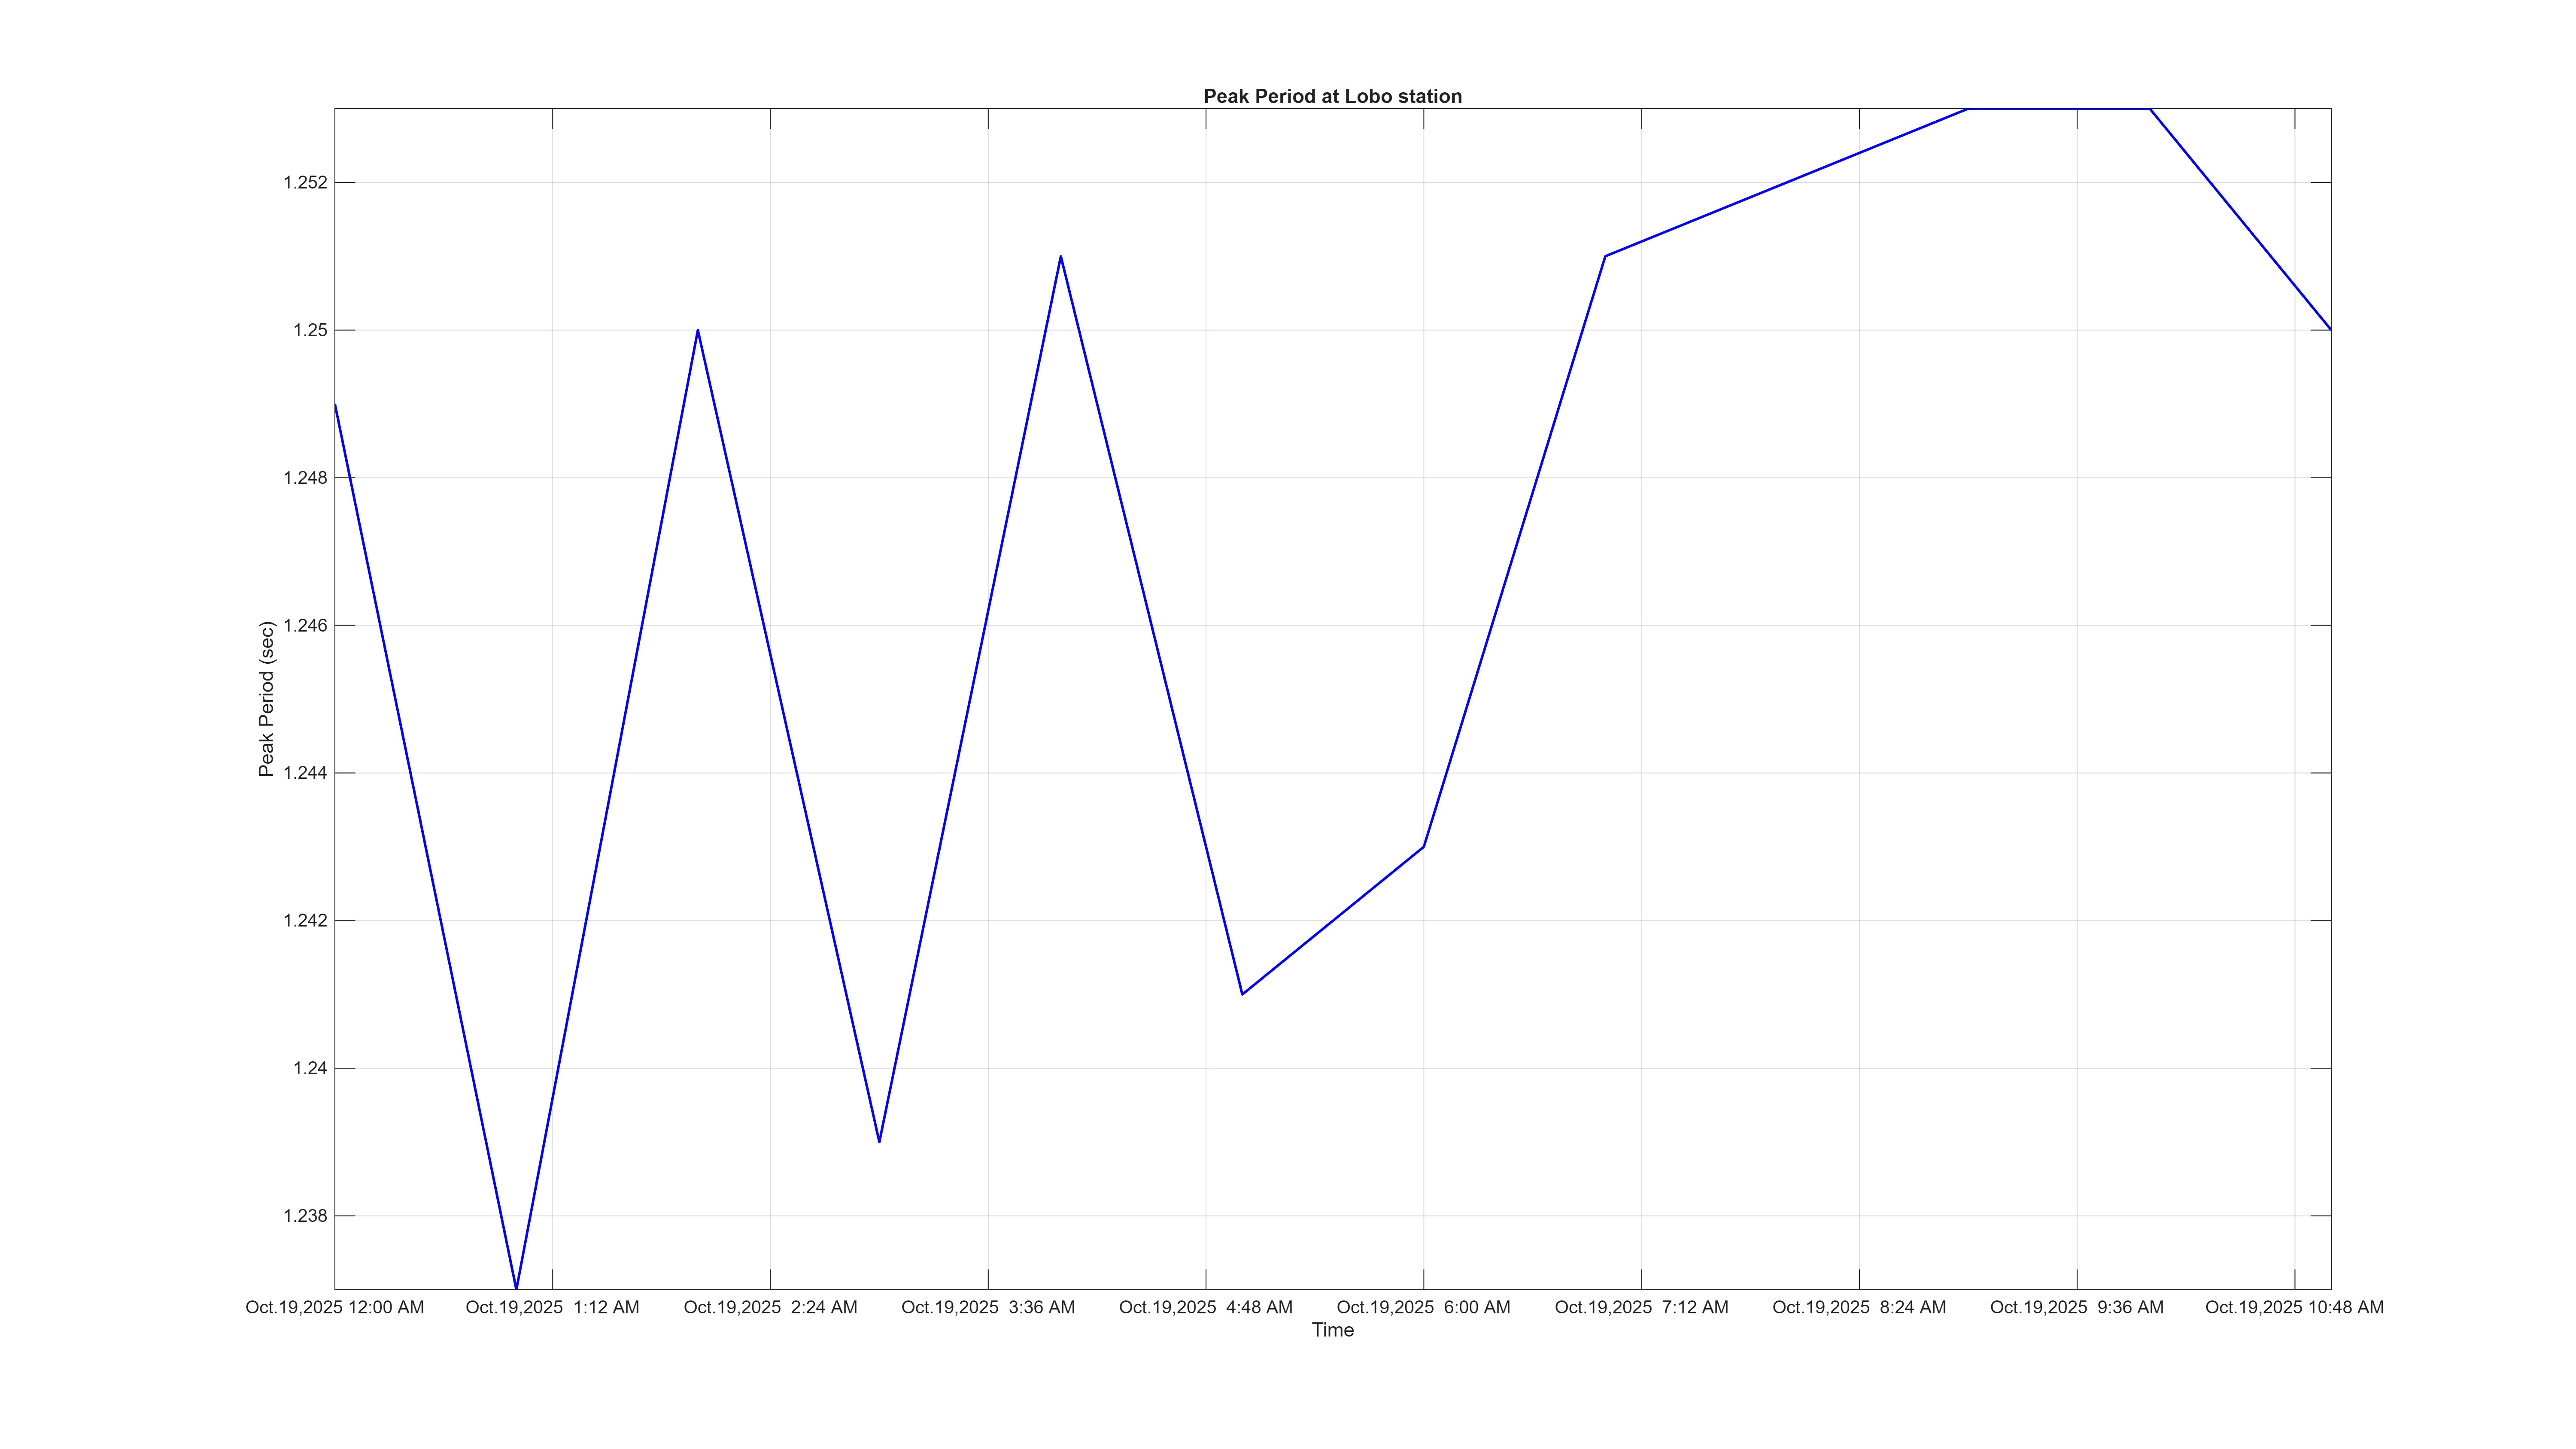 Peak Period at Lobo station
1.252
1.25
1.248
1.246
1.244
1.242
1.24
1.238
Peak Period (sec)
Oct.19,2025 12:00 AM Oct.19,2025  1:12 AM Oct.19,2025  2:24 AM Oct.19,2025  3:36 AM Oct.19,2025  4:48 AM Oct.19,2025  6:00 AM Oct.19,2025  7:12 AM Oct.19,2025  8:24 AM Oct.19,2025  9:36 AM Oct.19,2025 10:48 AM
Time